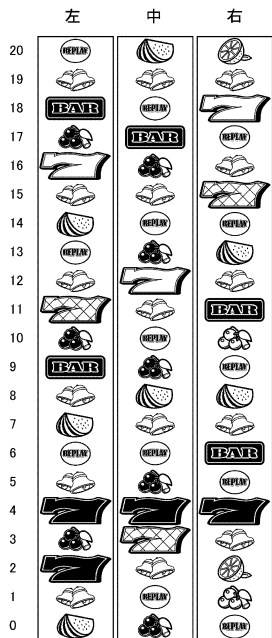 左 中 右
20 REPLAY
19
18 BAR REPLAY
17 BAR REPLAY
16
15
14 REPLAY REPLAY
13 REPLAY
12
11 BAR
10 REPLAY
9 BAR REPLAY
8
7
6 REPLAY REPLAY BAR
5 REPLAY
4
3
2
1 REPLAY
0 REPLAY